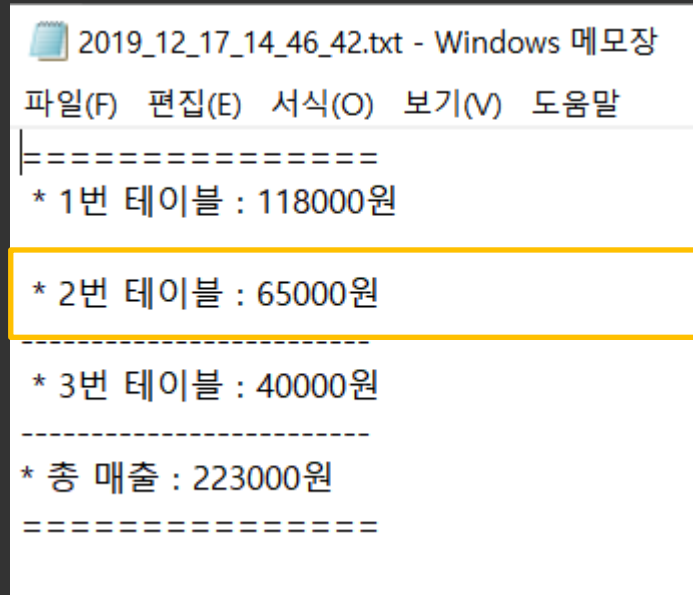 2019_12_17_14_46_42.txt - Windows 메모장
파일(F) 편집(E) 서식(O) 보기(V) 도움말
===============
* 1번 테이블 : 118000원
* 2번 테이블 : 65000원
-------------------------
* 3번 테이블 : 40000원
-------------------------
* 총 매출 : 223000원
===============